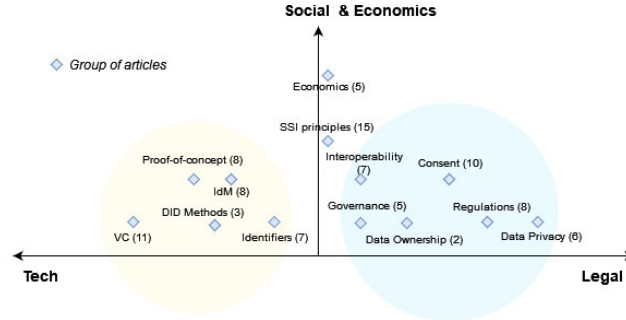 Social & Economics
Group of articles
Economics (5)
SSI principles (15)
Proof-of-concept (8)
Interoperability
(7)
Consent (10)
IdM (8)
DID Methods (3)
Governance (5)
Regulations (8)
VC (11)
Identifiers (7)
Data Ownership (2)
Data Privacy (6)
Tech
Legal